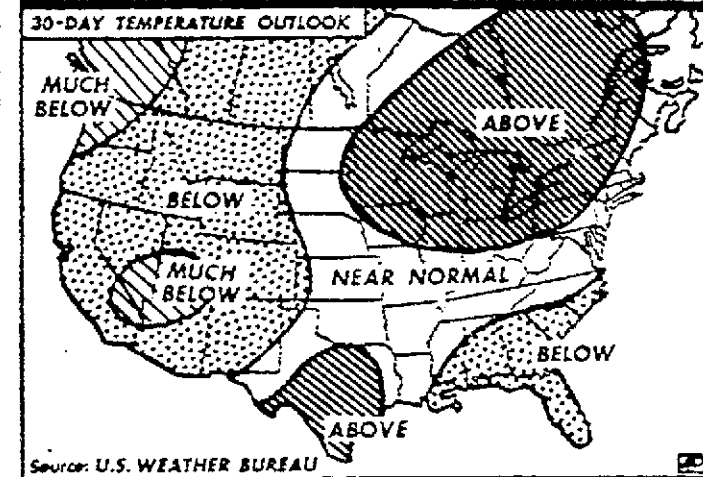 30-DAY TEMPERATURE OUTLOOK
MUCH
BELOW
ABOVE
BELOW
MUCH
BELOW
NEAR NORMAL
BELOW
ABOVE
Source: U.S. WEATHER BUREAU